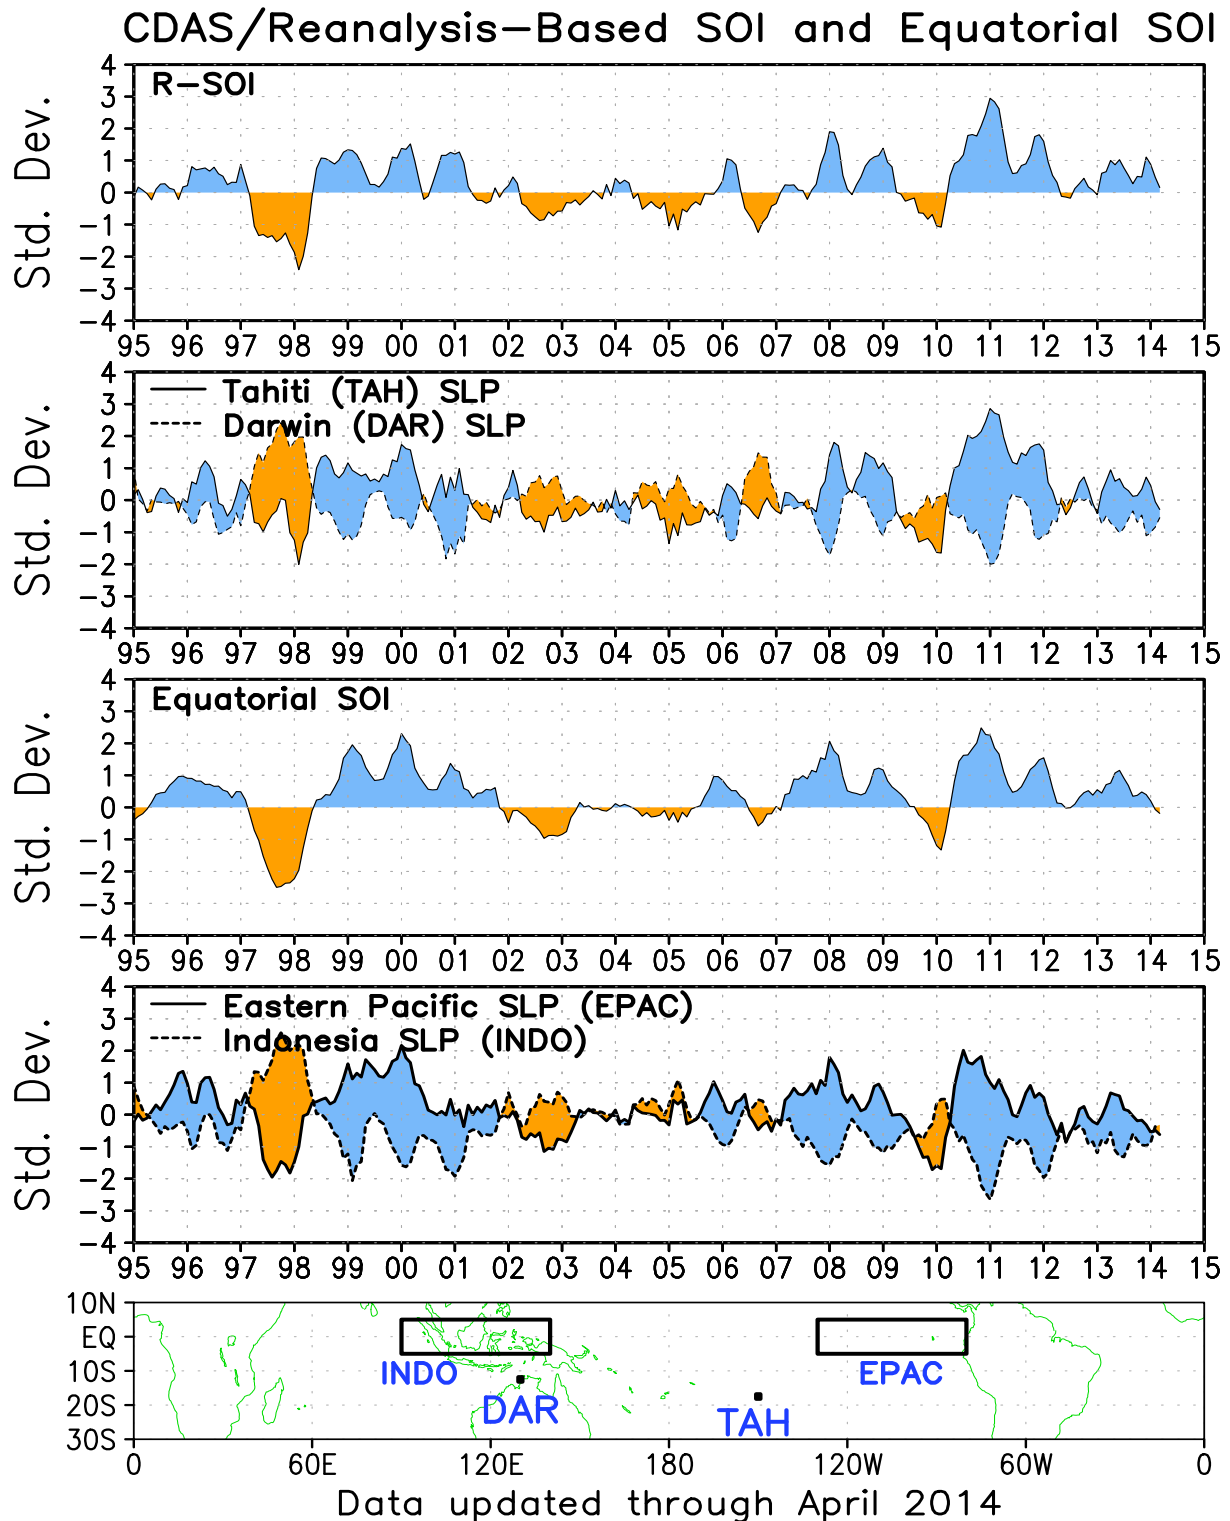 CDAS/Reanalysis-Based SOI and Equatorial SOI
Std. Dev.
4
3
2
1
0
-1
-2
-3
-4
R-SOI
95 96 97 98 99 00 01 02 03 04 05 06 07 08 09 10 11 12 13 14 15
Std. Dev.
4
3
2
1
0
-1
-2
-3
-4
Tahiti (TAH) SLP
Darwin (DAR) SLP
95 96 97 98 99 00 01 02 03 04 05 06 07 08 09 10 11 12 13 14 15
Std. Dev.
4
3
2
1
0
-1
-2
-3
-4
Equatorial SOI
95 96 97 98 99 00 01 02 03 04 05 06 07 08 09 10 11 12 13 14 15
Std. Dev.
4
3
2
1
0
-1
-2
-3
-4
Eastern Pacific SLP (EPAC)
Indonesia SLP (INDO)
95 96 97 98 99 00 01 02 03 04 05 06 07 08 09 10 11 12 13 14 15
10N
EQ
10S
20S
30S
INDO
EPAC
DAR
TAH
0 60E 120E 180 120W 60W 0
Data updated through April 2014